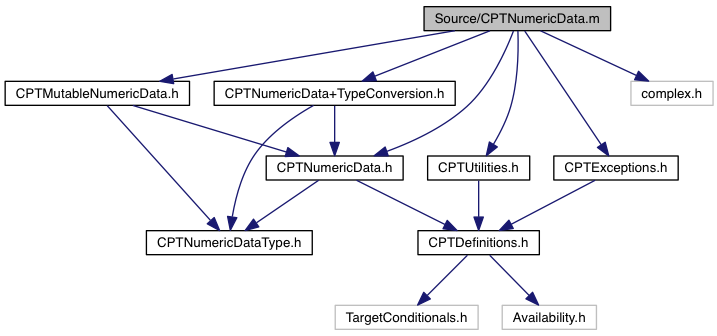 Source/CPTNumericData.m
CPTMutableNumericData.h
CPTNumericData+TypeConversion.h
complex.h
CPTNumericData.h
CPTUtilities.h
CPTExceptions.h
CPTNumericDataType.h
CPTDefinitions.h
TargetConditionals.h
Availability.h